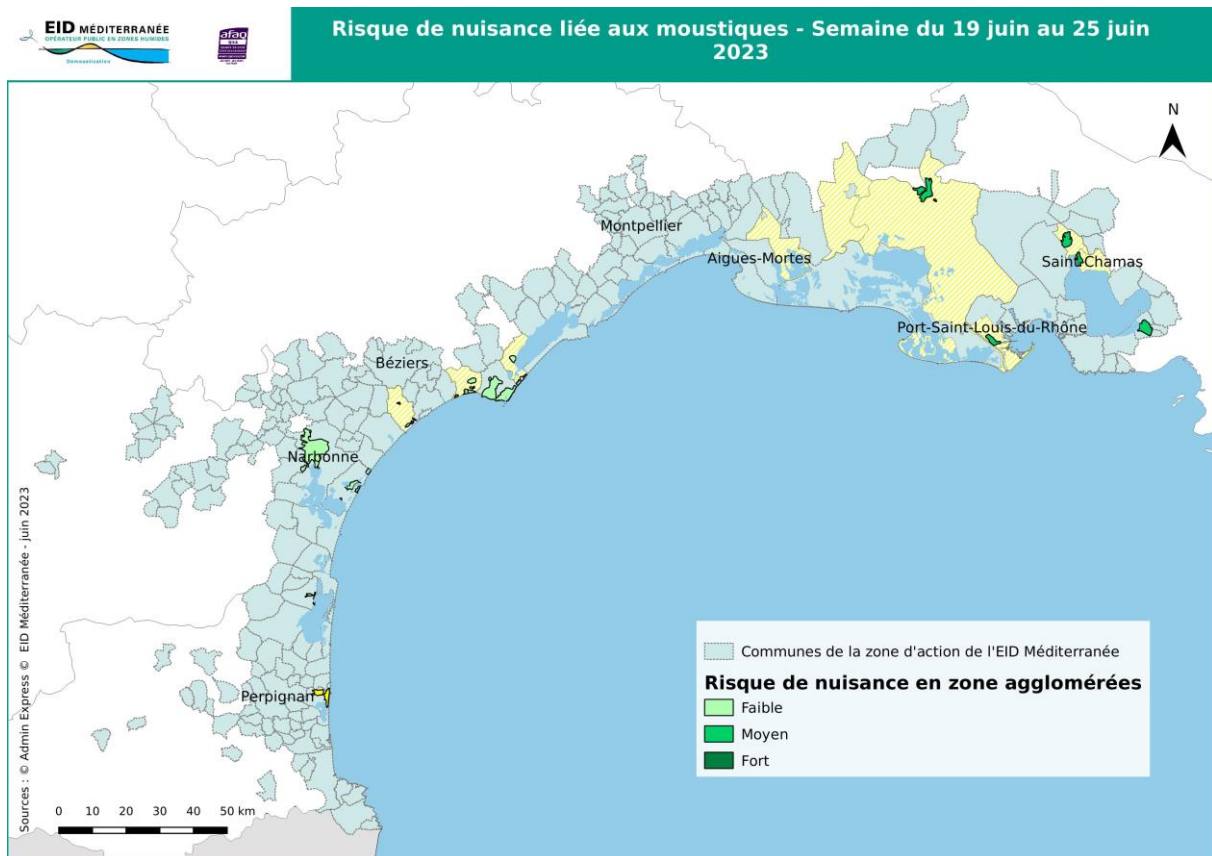 EID MÉDITERRANÉE
OPÉRATEUR PUBLIC EN ZONES HUMIDES
Démoustication
afaq
Risque de nuisance liée aux moustiques - Semaine du 19 juin au 25 juin
2023
N
Montpellier
Aigues-Mortes
Saint-Chamas
Port-Saint-Louis-du-Rhône
Béziers
Narbonne
Perpignan
Communes de la zone d'action de l'EID Méditerranée
Risque de nuisance en zone agglomérées
Faible
Moyen
Fort
0 10 20 30 40 50 km
Sources : © Admin Express © EID Méditerranée - juin 2023